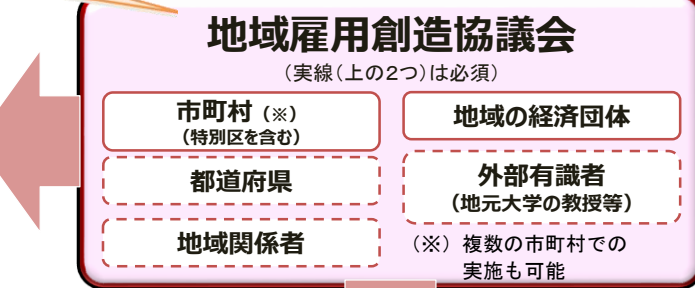 地域雇用創造協議会
（実線（上の2つ）は必須）
市町村（※）
（特別区を含む）
地域の経済団体
都道府県
外部有識者
（地元大学の教授等）
地域関係者
（※）複数の市町村での
実施も可能